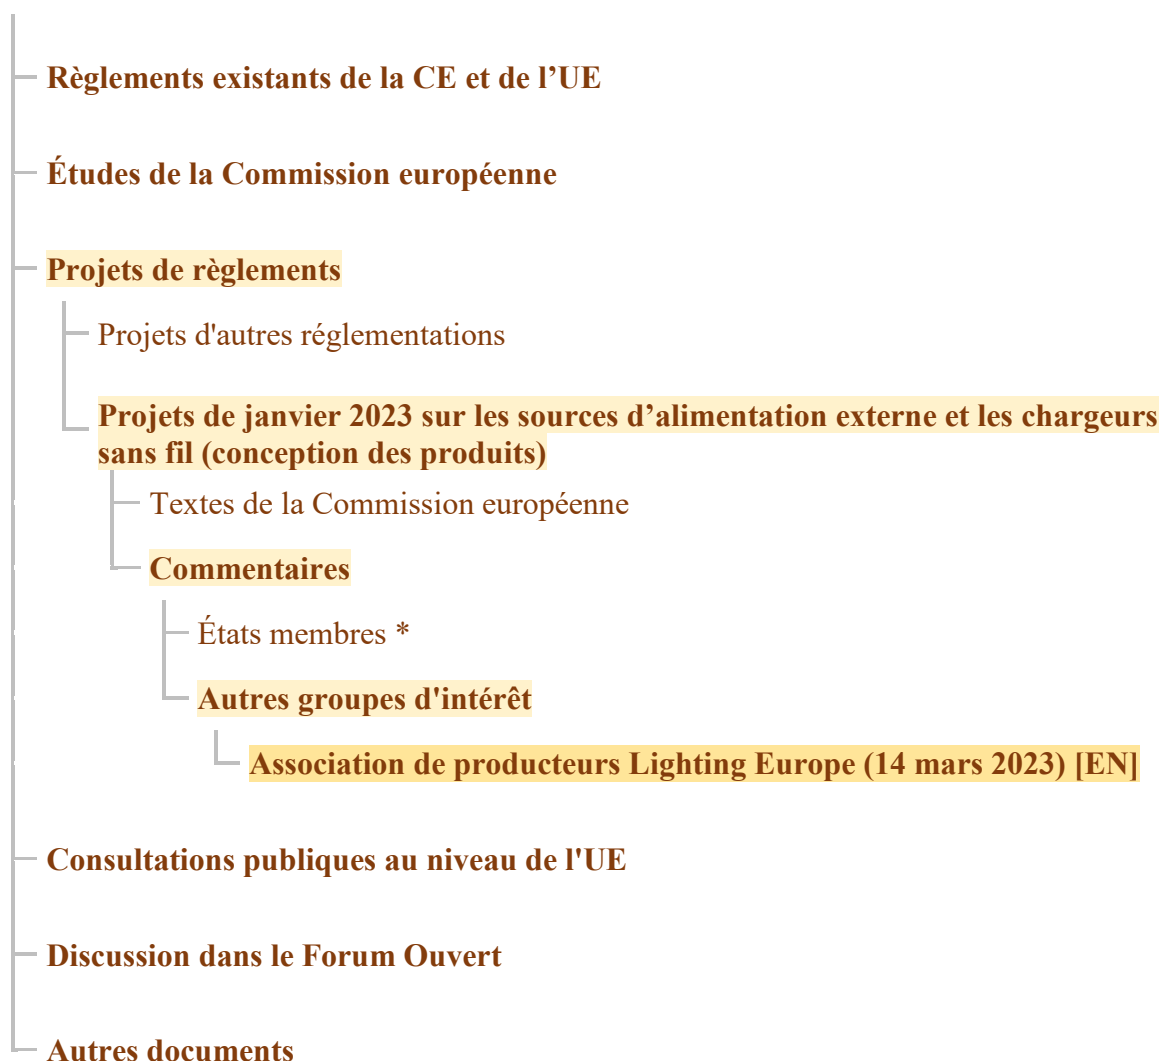 Règlements existants de la CE et de l’UE
Études de la Commission européenne
Projets de règlements
Projets d'autres réglementations
Projets de janvier 2023 sur les sources d’alimentation externe et les chargeurs
sans fil (conception des produits)
Textes de la Commission européenne
Commentaires
États membres *
Autres groupes d'intérêt
Association de producteurs Lighting Europe (14 mars 2023) [EN]
Consultations publiques au niveau de l'UE
Discussion dans le Forum Ouvert
Autres documents